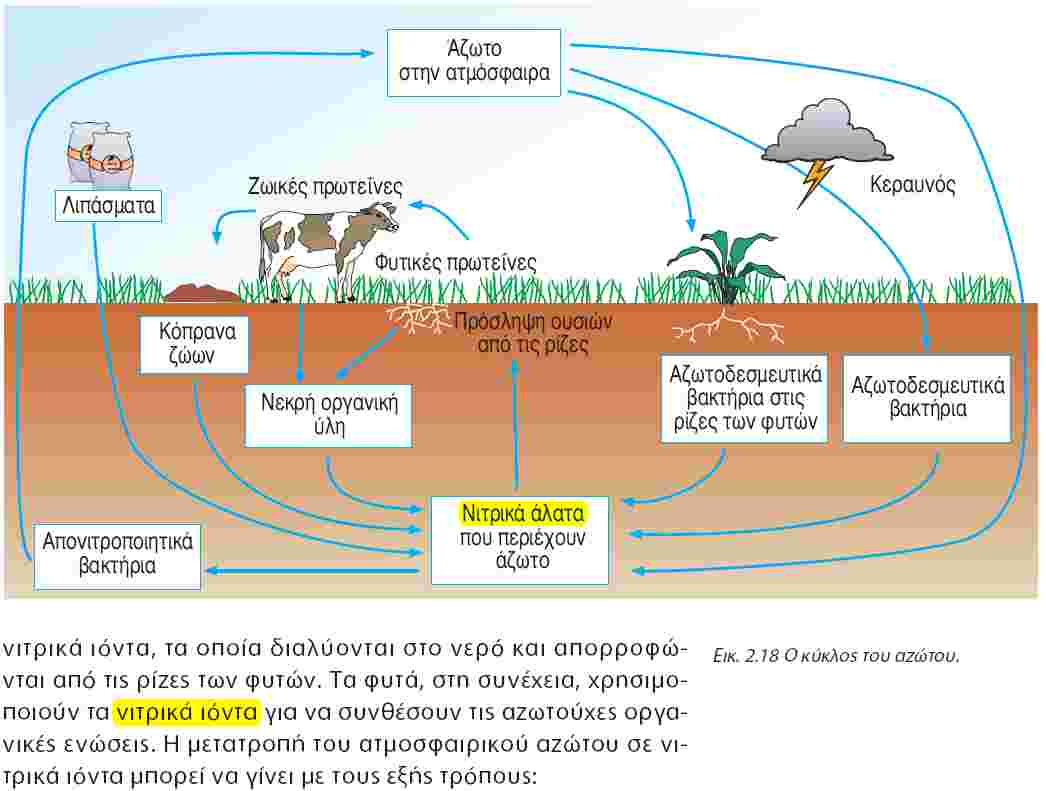 Άζωτο
στην ατμόσφαιρα
Κεραυνός
Λιπάσματα
Ζωικές πρωτεΐνες
Φυτικές πρωτεΐνες
Κόπρανα
ζώων
Πρόσληψη ουσιών
από τις ρίζες
Νεκρή οργανική
ύλη
Αζωτοδεσμευτικά
βακτήρια στις
ρίζες των φυτών
Αζωτοδεσμευτικά
βακτήρια
Νιτρικά άλατα
που περιέχουν
άζωτο
Απονιτροποιητικά
βακτήρια
νιτρικά ιόντα, τα οποία διαλύονται στο νερό και απορροφώ-
νται από τις ρίζες των φυτών. Τα φυτά, στη συνέχεια, χρησιμο-
ποιούν τα νιτρικά ιόντα για να συνθέσουν τις αζωτούχες οργα-
νικές ενώσεις. Η μετατροπή του ατμοσφαιρικού αζώτου σε νι-
τρικά ιόντα μπορεί να γίνει με τους εξής τρόπους:
Εικ. 2.18 Ο κύκλος του αζώτου.